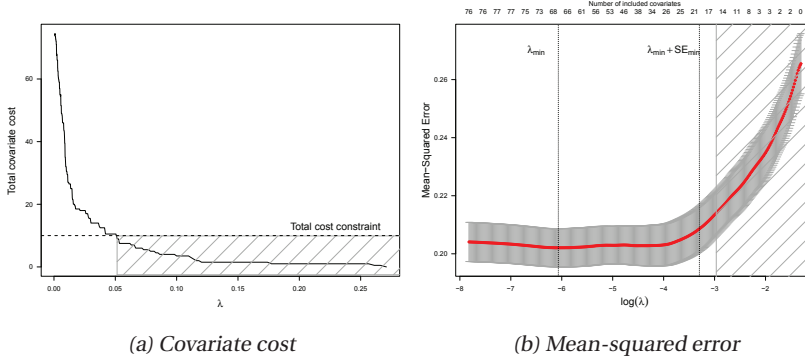 Total covariate cost
60
40
20
0
Total cost constraint
0.00 0.05 0.10 0.15 0.20 0.25
λ
(a) Covariate cost
Number of included covariates
76 76 77 75 75 73 68 66 61 56 53 46 38 34 26 25 21 17 14 11 8 3 3 2 2 0
λmin
λmin + SEmin
Mean-Squared Error
0.26
0.24
0.22
0.20
-8 -7 -6 -5 -4 -3 -2
log(λ)
(b) Mean-squared error